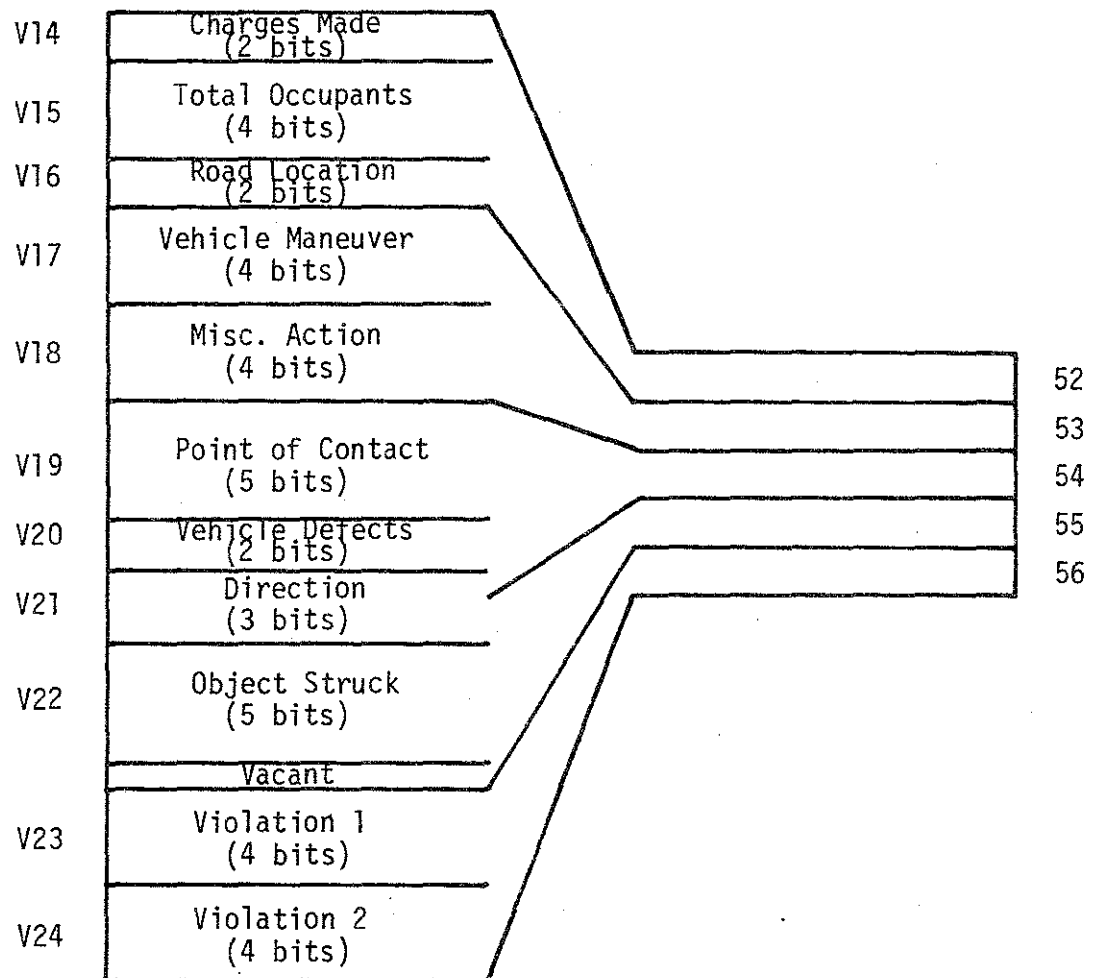 V14 Charges Made
(2 bits)
V15 Total Occupants
(4 bits)
V16 Road Location
(2 bits)
V17 Vehicle Maneuver
(4 bits)
V18 Misc. Action
(4 bits)
52
53
V19 Point of Contact
(5 bits)
54
V20 Vehicle Defects
(2 bits)
55
V21 Direction
(3 bits)
56
V22 Object Struck
(5 bits)
Vacant
V23 Violation 1
(4 bits)
V24 Violation 2
(4 bits)